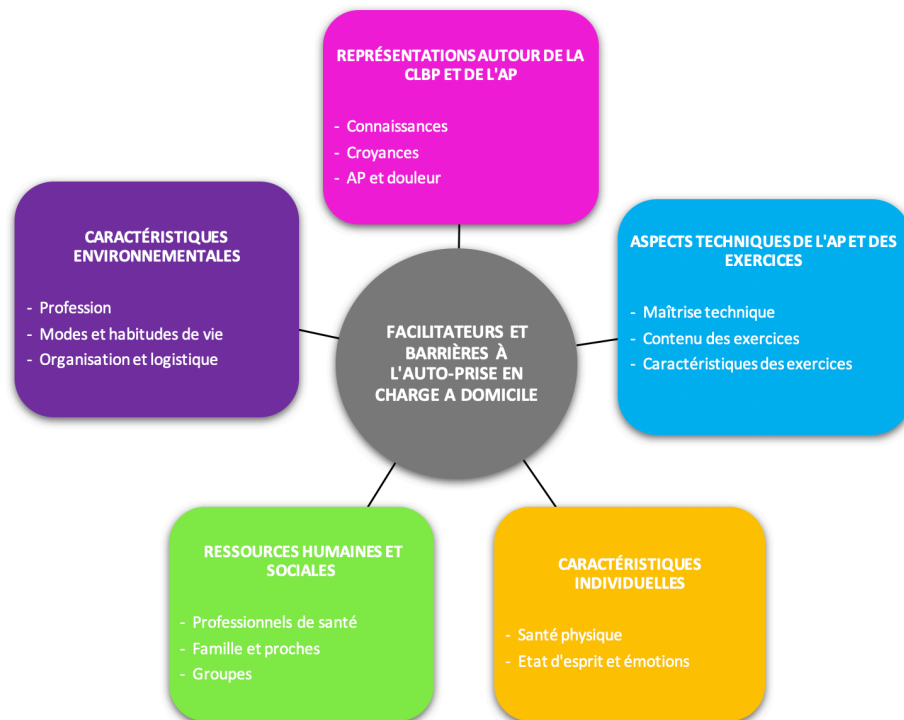 REPRÉSENTATIONS AUTOUR DE LA
CLBP ET DE L'AP
- Connaissances
- Croyances
- AP et douleur
CARACTÉRISTIQUES
ENVIRONNEMENTALES
- Profession
- Modes et habitudes de vie
- Organisation et logistique
ASPECTS TECHNIQUES DE L'AP ET DES
EXERCICES
- Maîtrise technique
- Contenu des exercices
- Caractéristiques des exercices
FACILITATEURS ET
BARRIÈRES À
L'AUTO-PRISE EN
CHARGE A DOMICILE
RESSOURCES HUMAINES ET
SOCIALES
- Professionnels de santé
- Famille et proches
- Groupes
CARACTÉRISTIQUES
INDIVIDUELLES
- Santé physique
- Etat d'esprit et émotions